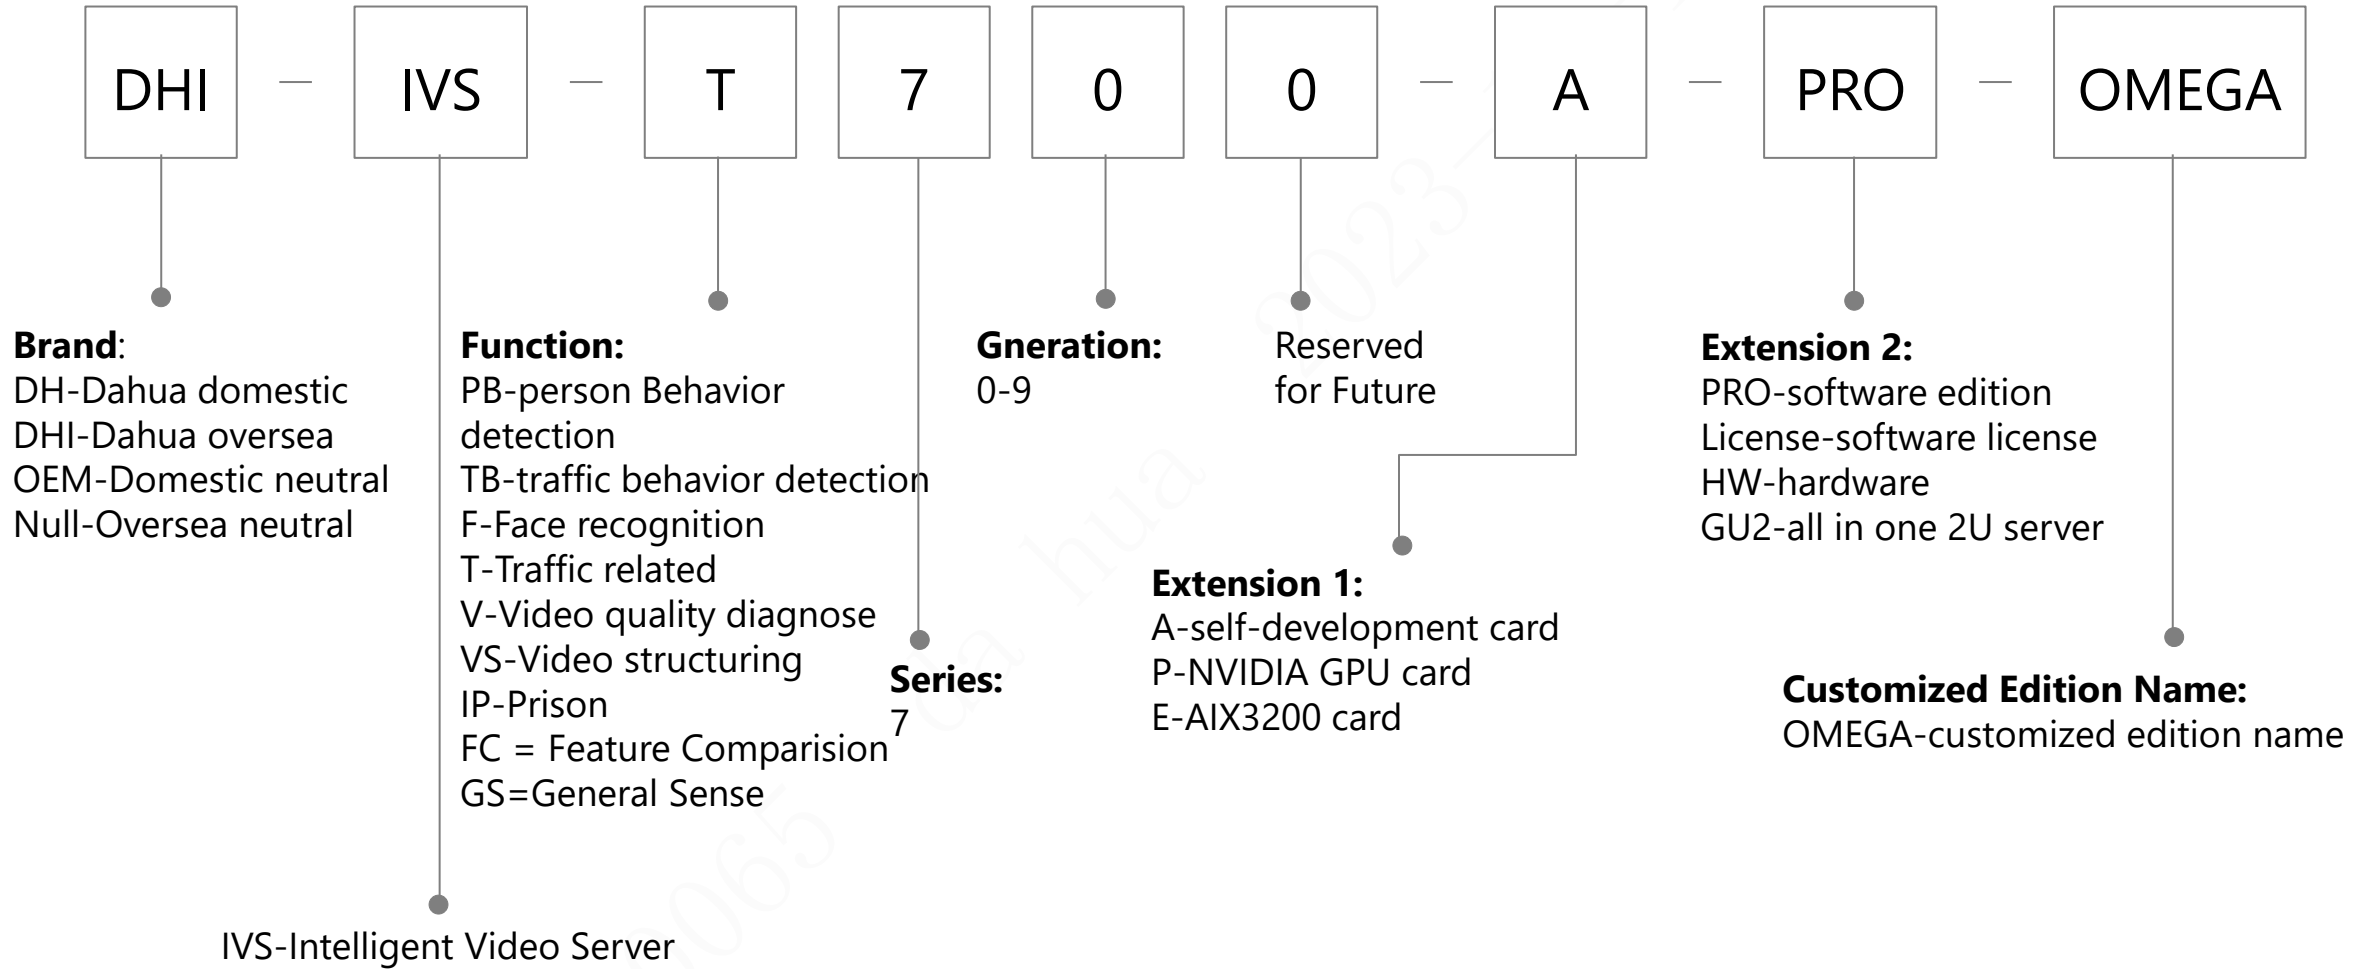 DHI — IVS — T 7 0 0 — A — PRO — OMEGA
Brand:
DH-Dahua domestic
DHI-Dahua oversea
OEM-Domestic neutral
Null-Oversea neutral
IVS-Intelligent Video Server
Function:
PB-person Behavior
detection
TB-traffic behavior detection
F-Face recognition
T-Traffic related
V-Video quality diagnose
VS-Video structuring
IP-Prison
FC = Feature Comparision
GS=General Sense
Series:
7
Gneration:
0-9
Reserved
for Future
Extension 1:
A-self-development card
P-NVIDIA GPU card
E-AIX3200 card
Extension 2:
PRO-software edition
License-software license
HW-hardware
GU2-all in one 2U server
Customized Edition Name:
OMEGA-customized edition name